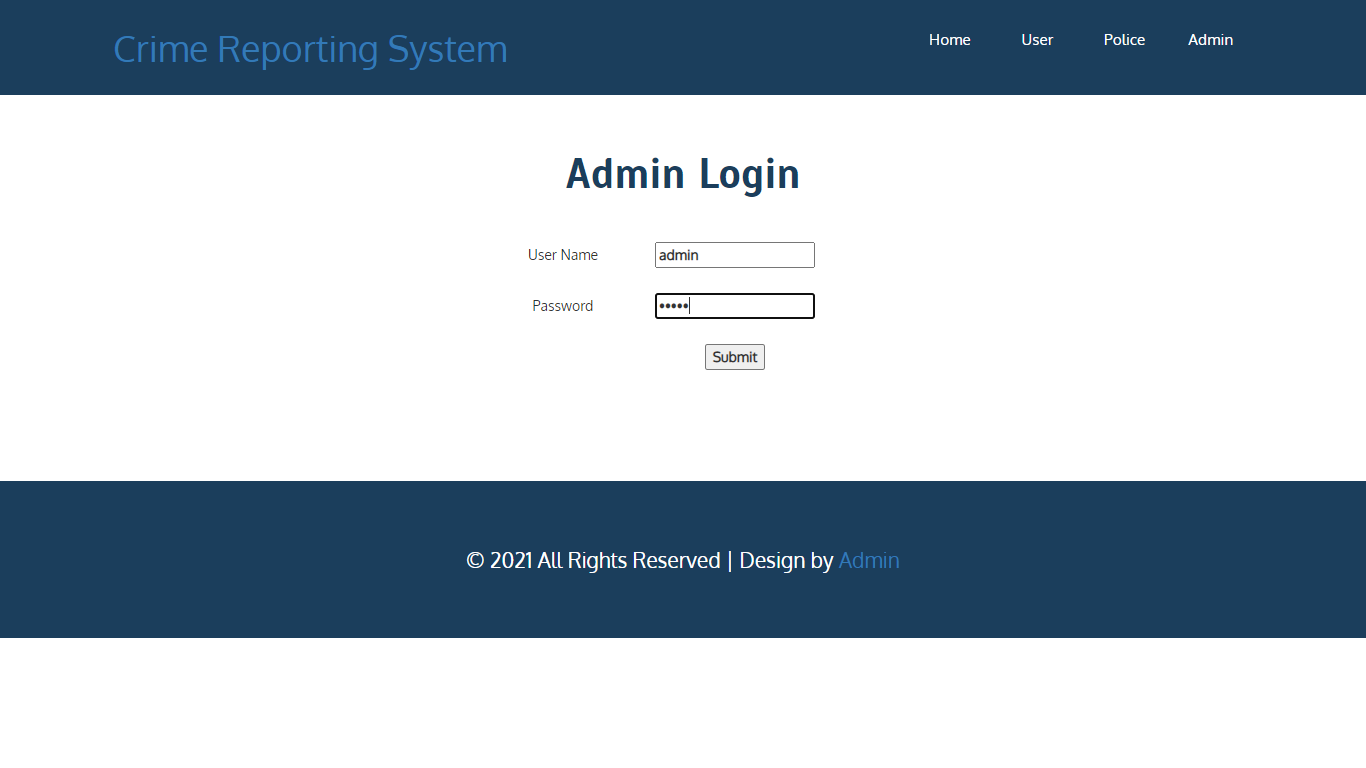 Crime Reporting System
Home User Police Admin
Admin Login
User Name admin
Password •••••
Submit
© 2021 All Rights Reserved | Design by Admin